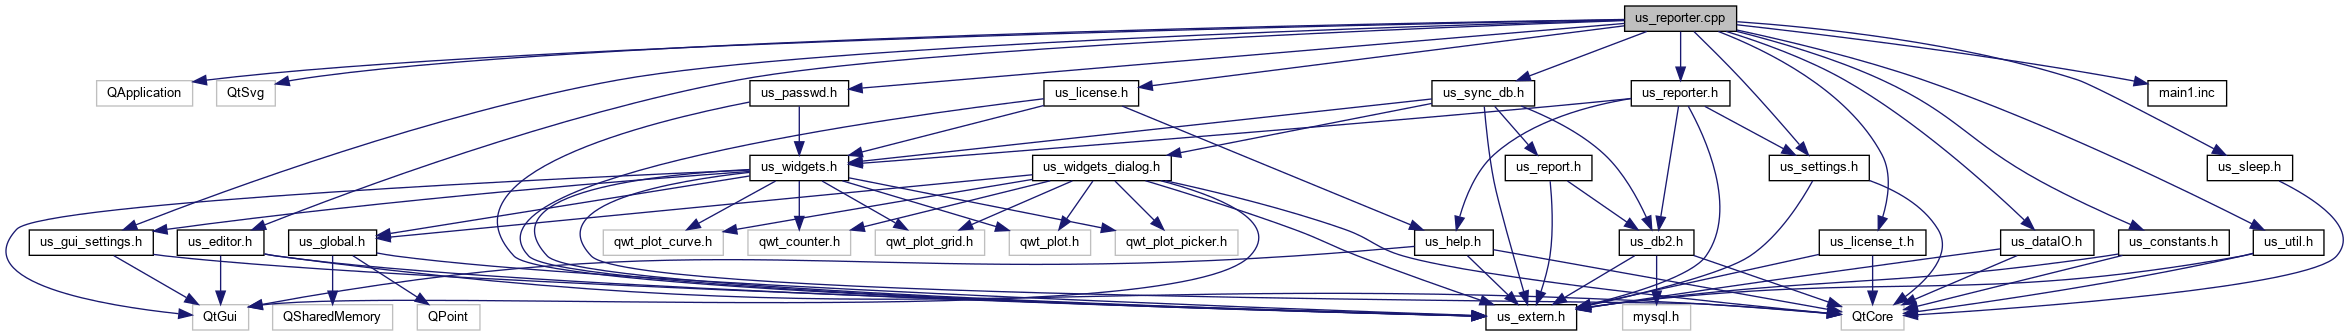 us_reporter.cpp
QApplication
QtSvg
us_passwd.h
us_license.h
us_sync_db.h
us_reporter.h
main1.inc
us_widgets.h
us_widgets_dialog.h
us_report.h
us_settings.h
us_sleep.h
us_gui_settings.h
us_editor.h
us_global.h
qwt_plot_curve.h
qwt_counter.h
qwt_plot_grid.h
qwt_plot.h
qwt_plot_picker.h
us_help.h
us_db2.h
us_license_t.h
us_dataIO.h
us_constants.h
us_util.h
QtGui
QSharedMemory
QPoint
us_extern.h
mysql.h
QtCore